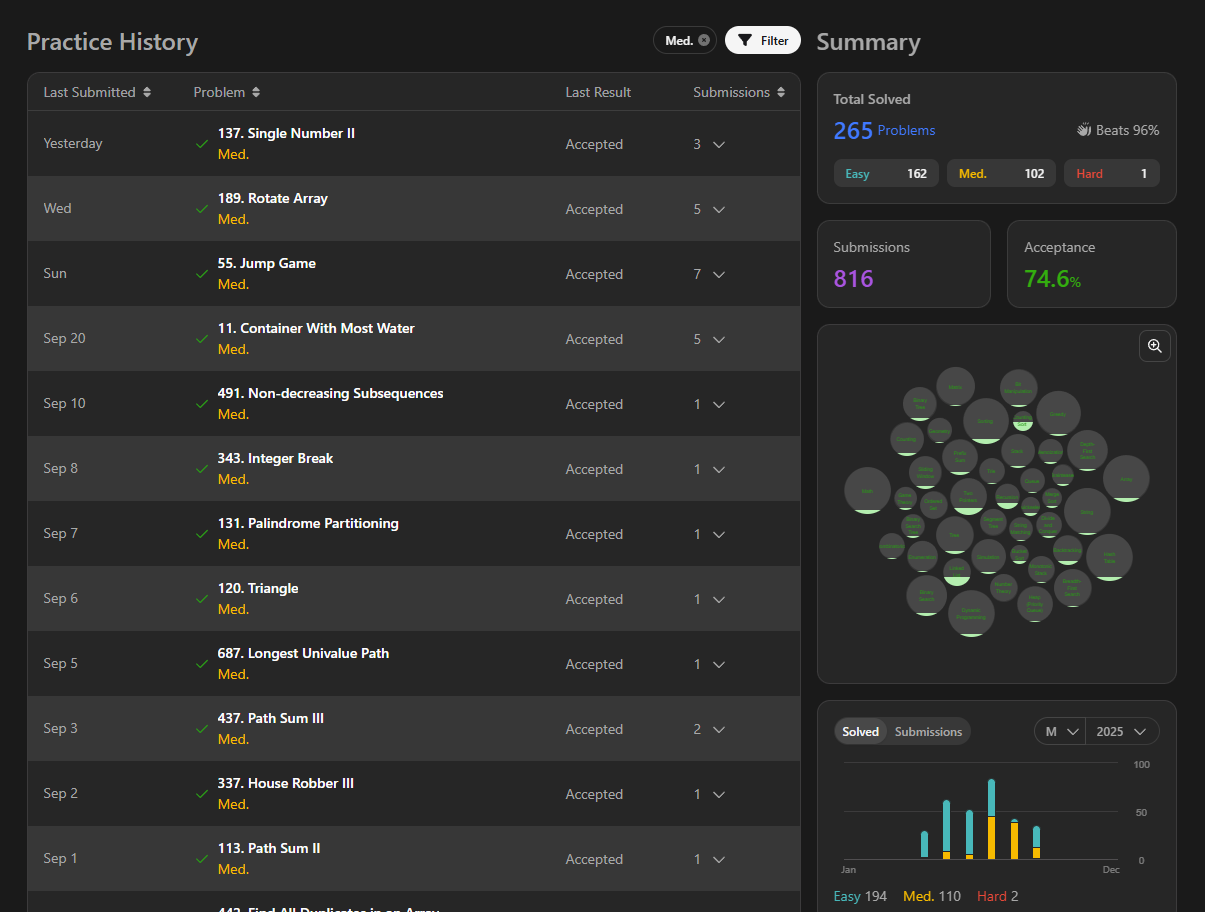 Practice History
Med.
Filter
Last Submitted
Problem
Last Result
Submissions
Yesterday
137. Single Number II
Med.
Accepted
3
Wed
189. Rotate Array
Med.
Accepted
5
Sun
55. Jump Game
Med.
Accepted
7
Sep 20
11. Container With Most Water
Med.
Accepted
5
Sep 10
491. Non-decreasing Subsequences
Med.
Accepted
1
Sep 8
343. Integer Break
Med.
Accepted
1
Sep 7
131. Palindrome Partitioning
Med.
Accepted
1
Sep 6
120. Triangle
Med.
Accepted
1
Sep 5
687. Longest Univalue Path
Med.
Accepted
1
Sep 3
437. Path Sum III
Med.
Accepted
2
Sep 2
337. House Robber III
Med.
Accepted
1
Sep 1
113. Path Sum II
Med.
Accepted
1
442. Find All Duplicates in an Array
Summary
Total Solved
265 Problems
Beats 96%
Easy 162
Med. 102
Hard 1
Submissions
816
Acceptance
74.6%
Solved
Submissions
M
2025
100
50
0
Jan
Dec
Easy 194 Med. 110 Hard 2